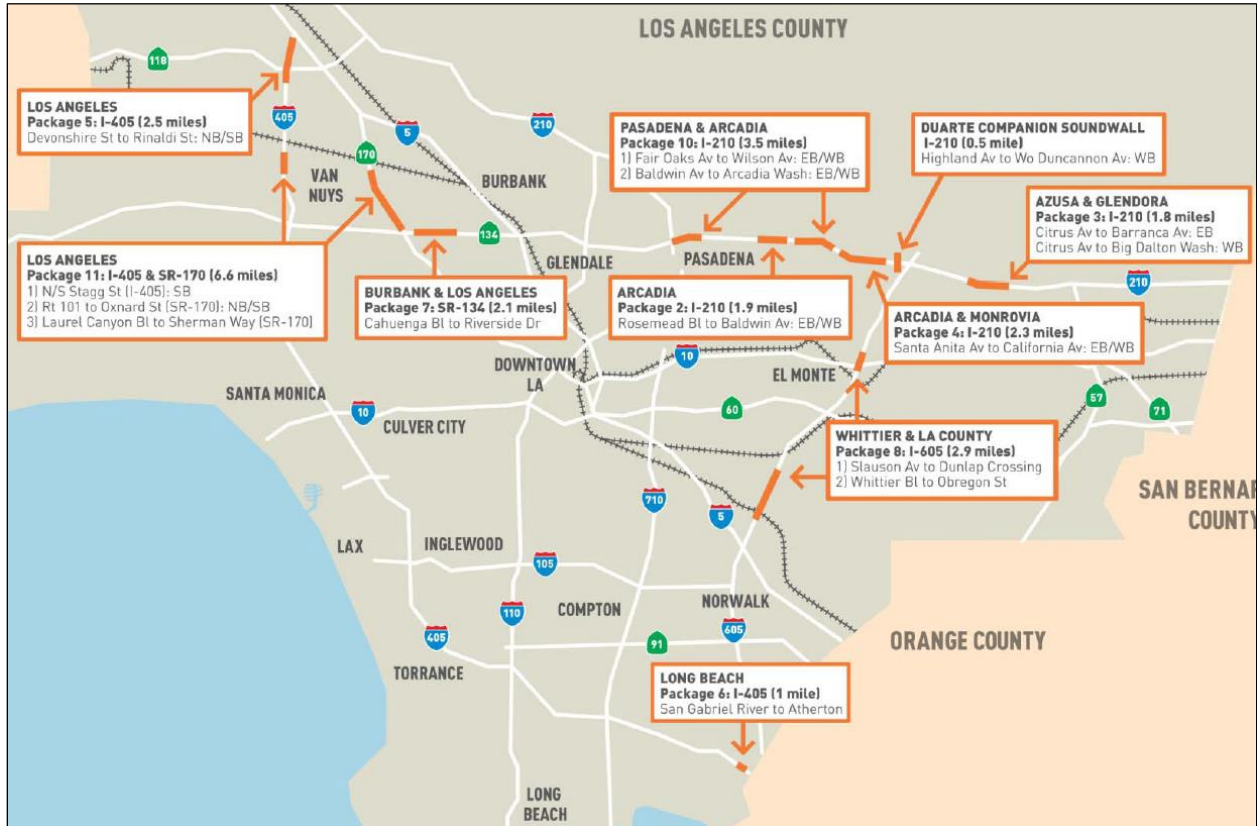 LOS ANGELES COUNTY
118
LOS ANGELES
Package 5: I-405 (2.5 miles)
Devonshire St to Rinaldi St: NB/SB
405
5
210
170
VAN
NUYS
BURBANK
PASADENA & ARCADIA
Package 10: I-210 (3.5 miles)
1) Fair Oaks Av to Wilson Av: EB/WB
2) Baldwin Av to Arcadia Wash: EB/WB
DUARTE COMPANION SOUNDWALL
I-210 (0.5 mile)
Highland Av to Wo Duncannon Av: WB
AZUSA & GLENDORA
Package 3: I-210 (1.8 miles)
Citrus Av to Barranca Av: EB
Citrus Av to Big Dalton Wash: WB
LOS ANGELES
Package 11: I-405 & SR-170 (6.6 miles)
1) N/S Stagg St (I-405): SB
2) Rt 101 to Oxnard St (SR-170): NB/SB
3) Laurel Canyon Bl to Sherman Way (SR-170)
134
GLENDALE
PASADENA
210
BURBANK & LOS ANGELES
Package 7: SR-134 (2.1 miles)
Cahuenga Bl to Riverside Dr
ARCADIA
Package 2: I-210 (1.9 miles)
Rosemead Bl to Baldwin Av: EB/WB
ARCADIA & MONROVIA
Package 4: I-210 (2.3 miles)
Santa Anita Av to California Av: EB/WB
DOWNTOWN
LA
10
EL MONTE
SANTA MONICA
10
CULVER CITY
60
57
71
WHITTIER & LA COUNTY
Package 8: I-605 (2.9 miles)
1) Slauson Av to Dunlap Crossing
2) Whittier Bl to Obregon St
SAN BERNAR
COUNTY
710
5
LAX
INGLEWOOD
105
COMPTON
NORWALK
110
405
605
91
ORANGE COUNTY
TORRANCE
LONG BEACH
Package 6: I-405 (1 mile)
San Gabriel River to Atherton
LONG
BEACH